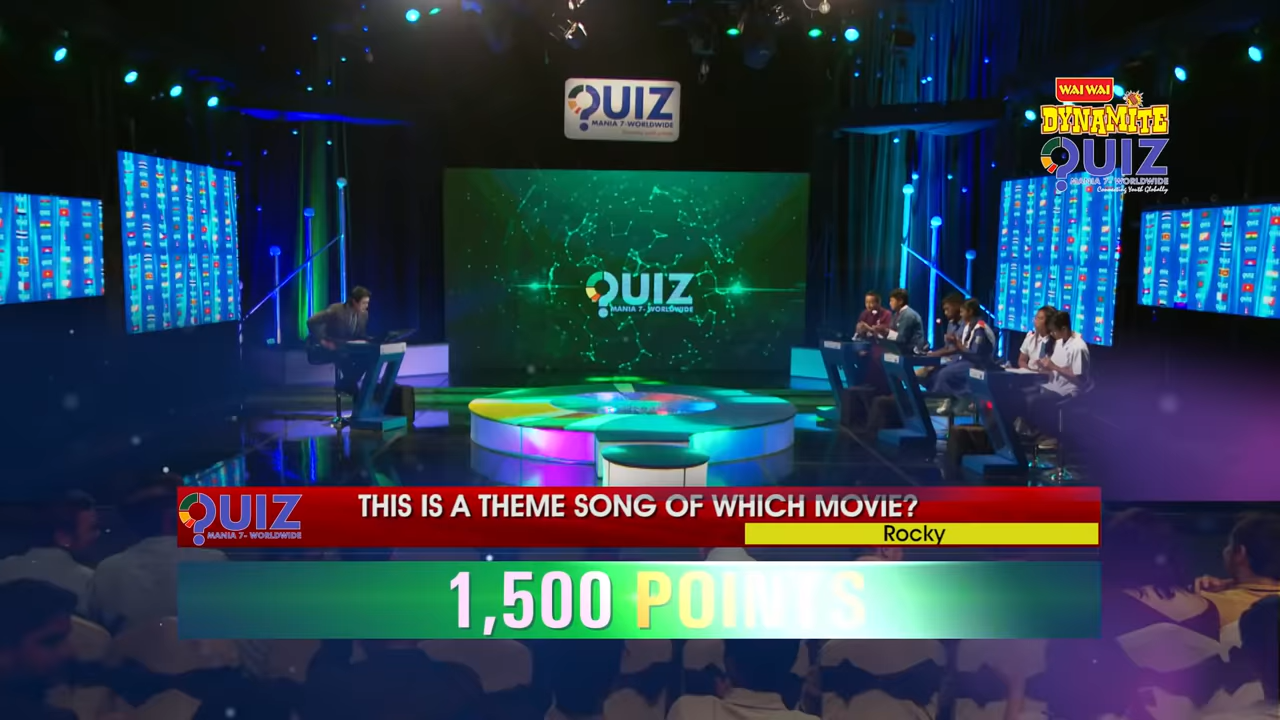 QUIZ
MANIA 7-WORLDWIDE
WAI WAI
DYNAMITE
QUIZ
MANIA 7- WORLDWIDE
Connecting Youth Globally
QUIZ
MANIA 7- WORLDWIDE
QUIZ
MANIA 7- WORLDWIDE
THIS IS A THEME SONG OF WHICH MOVIE?
Rocky
1,500 POINTS